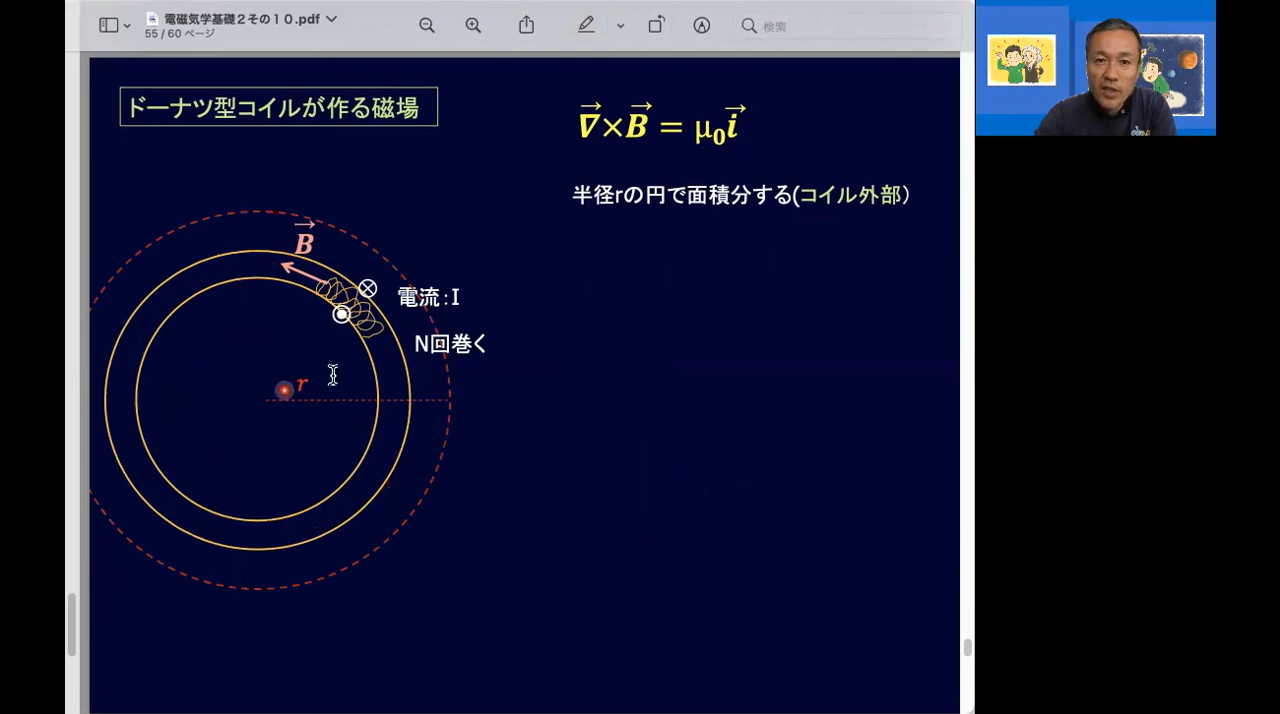 電磁気学基礎２その１０.pdf
55 / 60 ページ
検索
ドーナツ型コイルが作る磁場
∇×B = μ₀i
半径rの円で面積分する(コイル外部)
B
電流：I
N回巻く
r